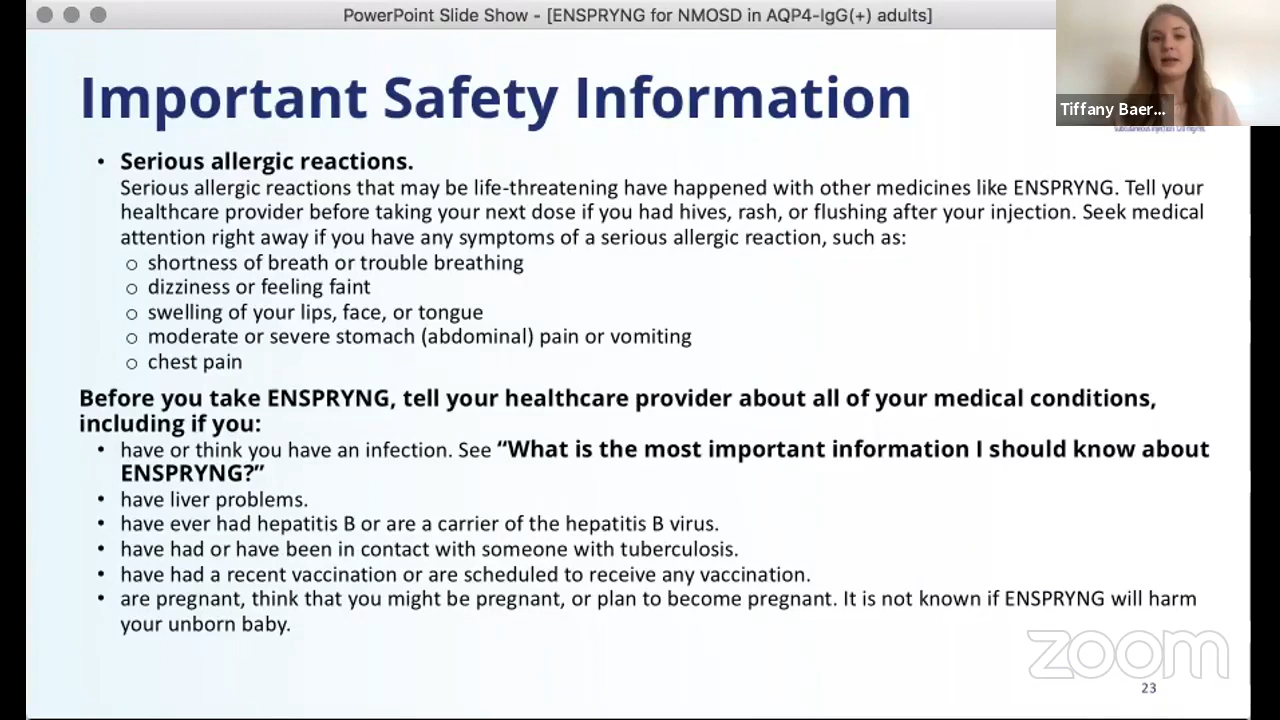 PowerPoint Slide Show - [ENSPRYNG for NMOSD in AQP4-IgG(+) adults]
Tiffany Baer...
Important Safety Information
• Serious allergic reactions.
Serious allergic reactions that may be life-threatening have happened with other medicines like ENSPRYNG. Tell your
healthcare provider before taking your next dose if you had hives, rash, or flushing after your injection. Seek medical
attention right away if you have any symptoms of a serious allergic reaction, such as:
o shortness of breath or trouble breathing
o dizziness or feeling faint
o swelling of your lips, face, or tongue
o moderate or severe stomach (abdominal) pain or vomiting
o chest pain
Before you take ENSPRYNG, tell your healthcare provider about all of your medical conditions,
including if you:
• have or think you have an infection. See “What is the most important information I should know about
ENSPRYNG?”
• have liver problems.
• have ever had hepatitis B or are a carrier of the hepatitis B virus.
• have had or have been in contact with someone with tuberculosis.
• have had a recent vaccination or are scheduled to receive any vaccination.
• are pregnant, think that you might be pregnant, or plan to become pregnant. It is not known if ENSPRYNG will harm
your unborn baby.
zoom
23